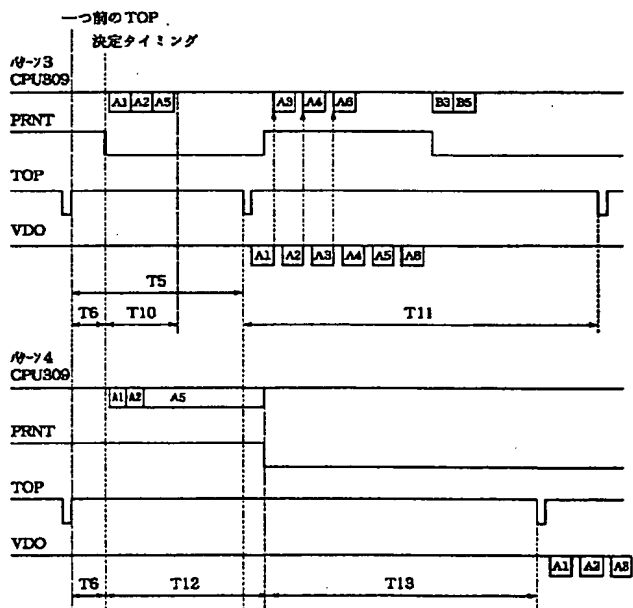 一つ前のTOP
決定タイミング
パターン3
CPU309
A1 A2 A5 A3 A4 A6 B3 B5
PRNT
TOP
VDO
A1 A2 A3 A4 A5 A6
T5
T6 T10 T11
パターン4
CPU309
A1 A2 A5
PRNT
TOP
VDO
A1 A2 A3
T6 T12 T13